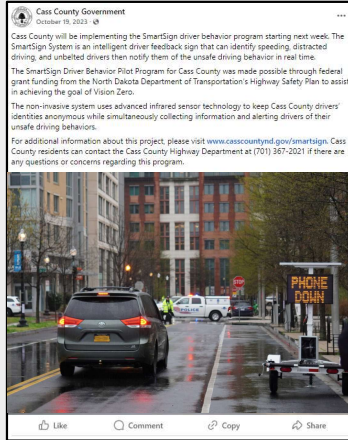 Cass County Government
October 19, 2023 ·
Cass County will be implementing the SmartSign driver behavior program starting next week. The
SmartSign System is an intelligent driver feedback sign that can identify speeding, distracted
driving, and unbelted drivers then notify them of the unsafe driving behavior in real time.
The SmartSign Driver Behavior Pilot Program for Cass County was made possible through federal
grant funding from the North Dakota Department of Transportation's Highway Safety Plan to assist
in achieving the goal of Vision Zero.
The non-invasive system uses advanced infrared sensor technology to keep Cass County drivers'
identities anonymous while simultaneously collecting information and alerting drivers of their
unsafe driving behaviors.
For additional information about this project, please visit www.casscountynd.gov/smartsign. Cass
County residents can contact the Cass County Highway Department at (701) 367-2021 if there are
any questions or concerns regarding this program.
STOP
PHONE
DOWN
POLICE
Like
Comment
Copy
Share